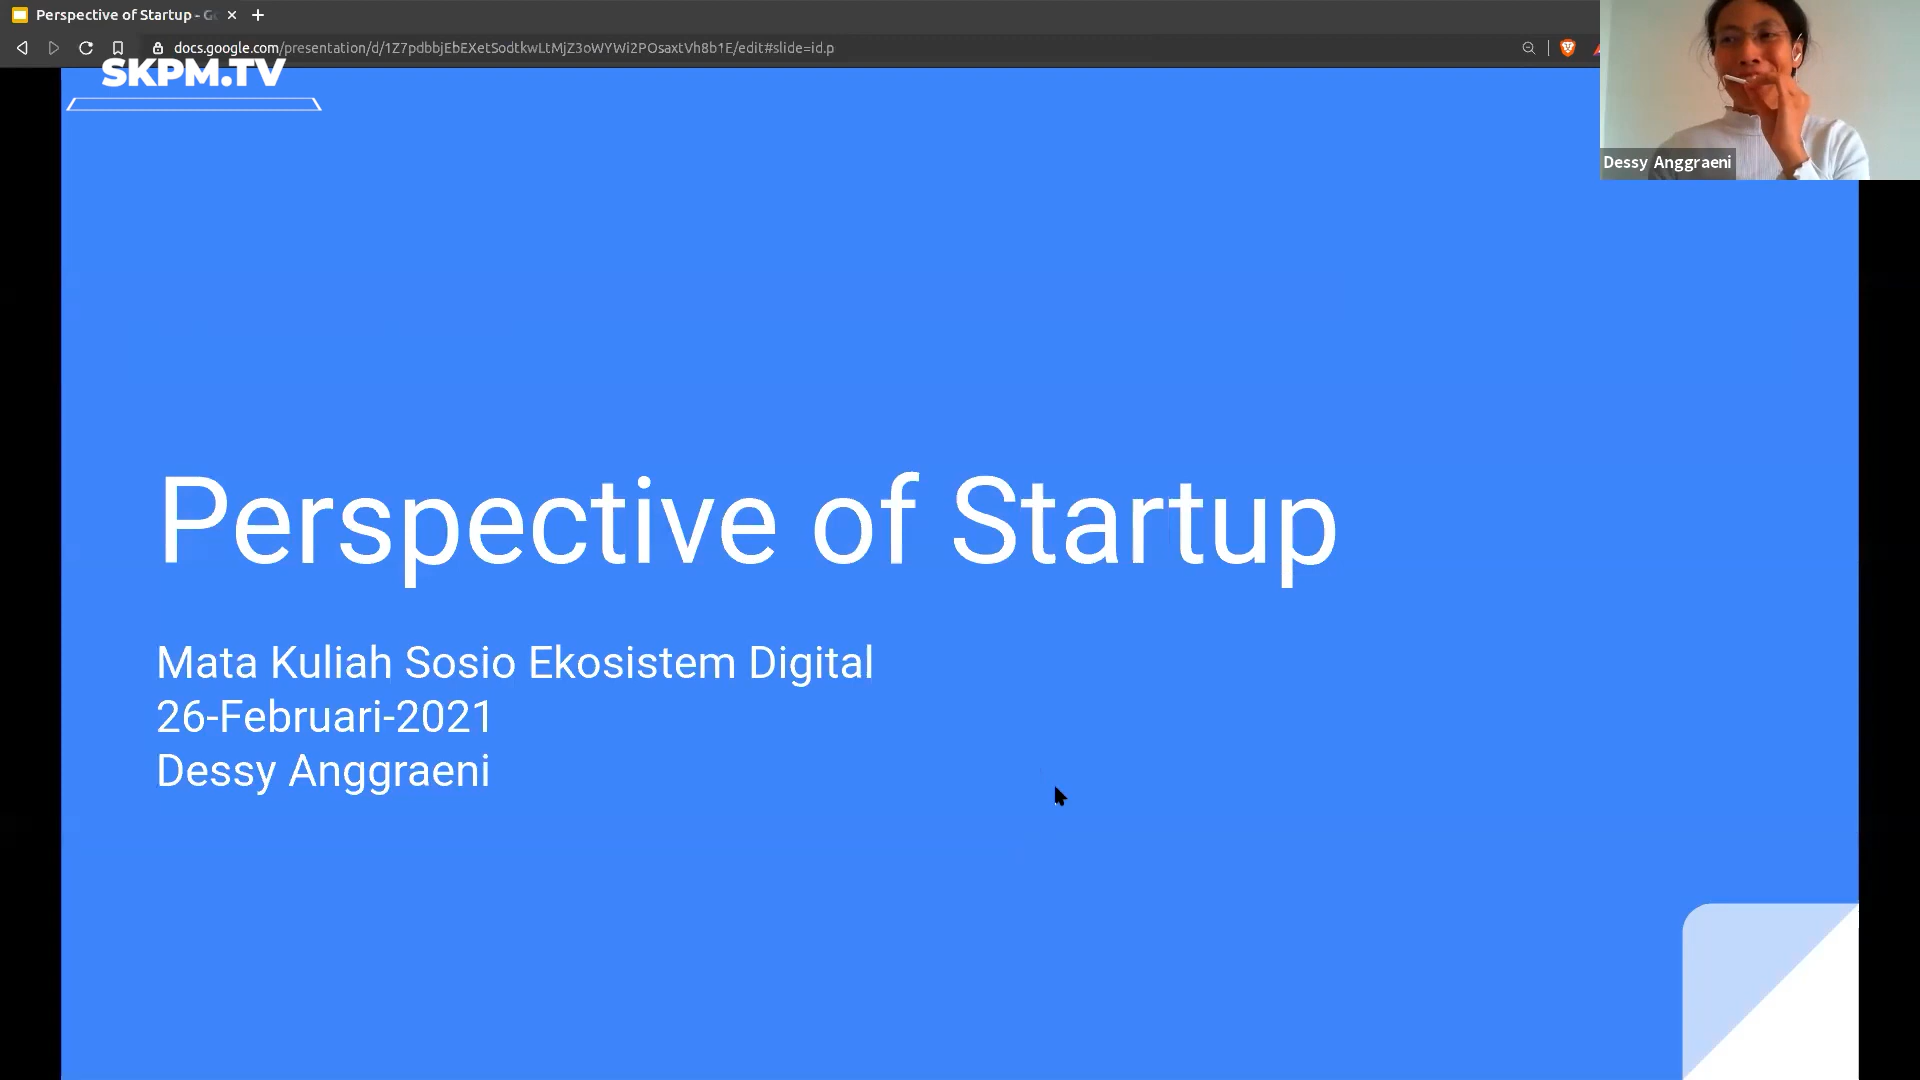 Perspective of Startup - G
docs.google.com/presentation/d/1Z7pdbbjEbEXetSodtkwLtMjZ3oWYWi2POsaxtVh8b1E/edit#slide=id.p
SKPM.TV
Dessy Anggraeni
Perspective of Startup
Mata Kuliah Sosio Ekosistem Digital
26-Februari-2021
Dessy Anggraeni